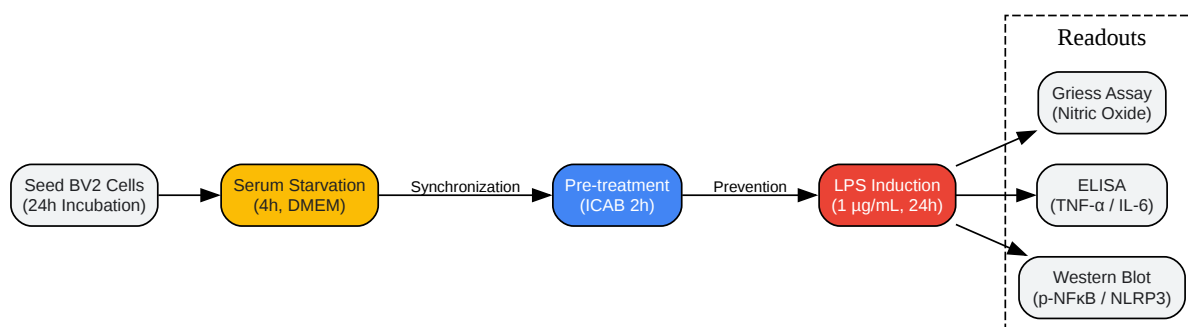 Seed BV2 Cells
(24h Incubation)
Serum Starvation
(4h, DMEM)
Synchronization
Pre-treatment
(ICAB 2h)
Prevention
LPS Induction
(1 µg/mL, 24h)
Readouts
Griess Assay
(Nitric Oxide)
ELISA
(TNF-α / IL-6)
Western Blot
(p-NFκB / NLRP3)